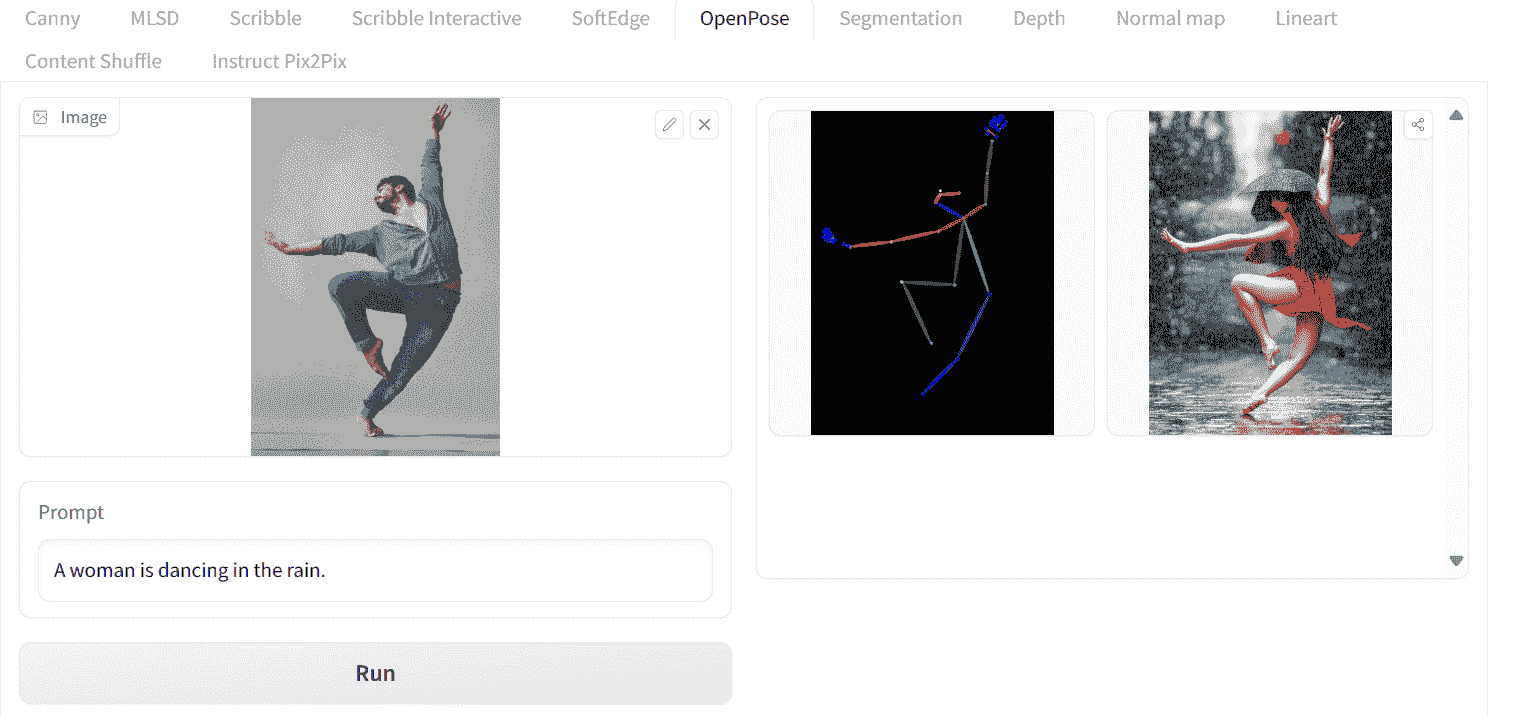 Canny MLSD Scribble Scribble Interactive SoftEdge OpenPose Segmentation Depth Normal map Lineart
Content Shuffle Instruct Pix2Pix
Image
Prompt
A woman is dancing in the rain.
Run